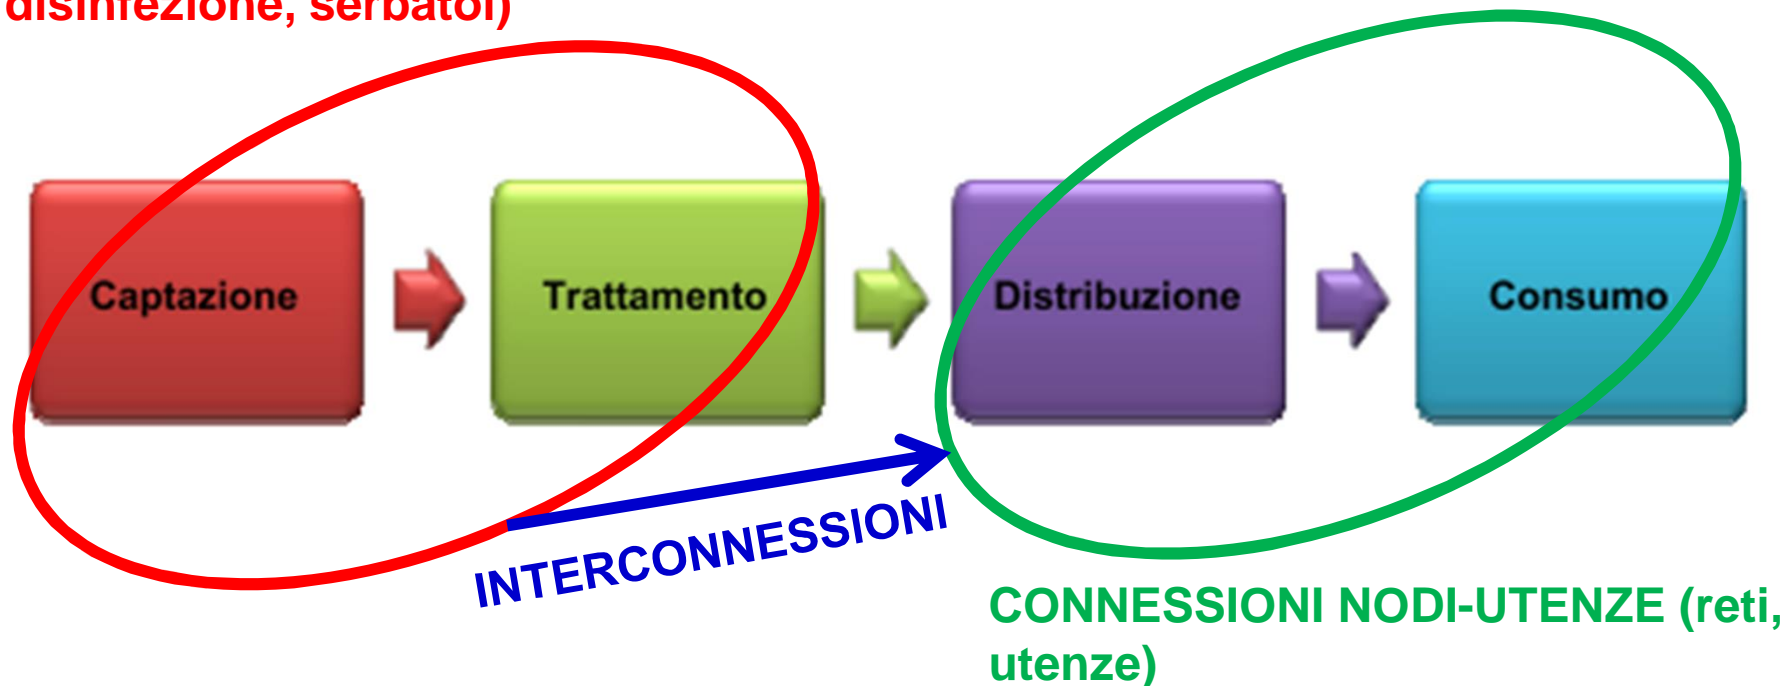 disinfezione, serbatoi)
Captazione
Trattamento
Distribuzione
Consumo
INTERCONNESSIONI
CONNESSIONI NODI-UTENZE (reti,
utenze)